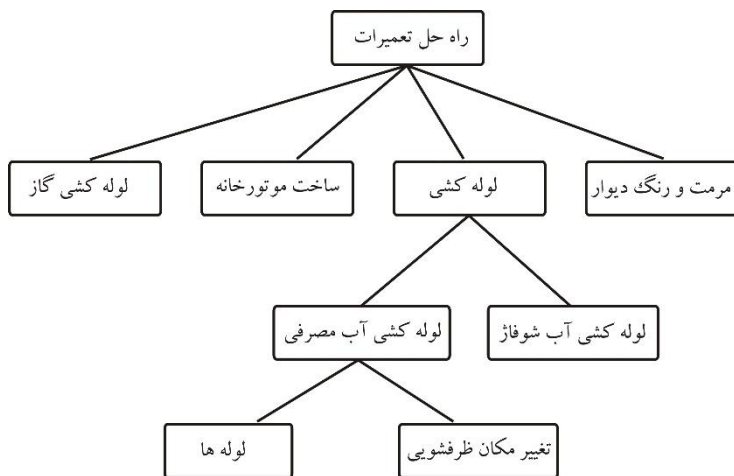 راه حل تعمیرات
مرمت و رنگ دیوار
لوله کشی
ساخت موتورخانه
لوله کشی گاز
لوله کشی آب شوفاژ
لوله کشی آب مصرفی
تغییر مکان ظرفشویی
لوله ها